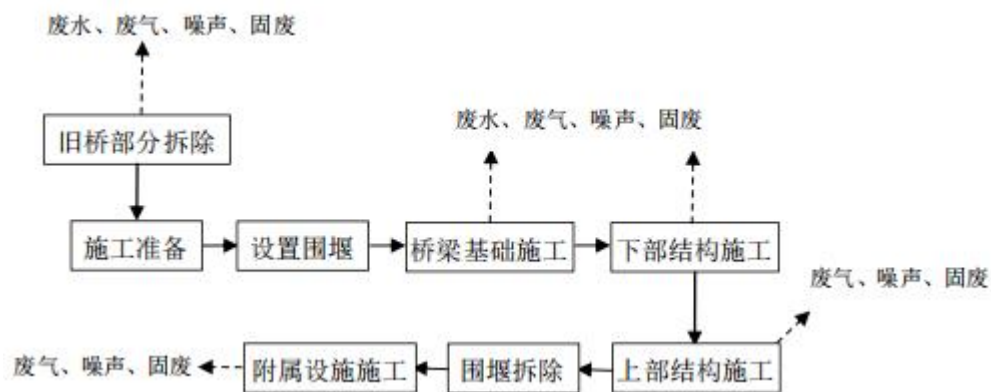 废水、废气、噪声、固废
旧桥部分拆除
废水、废气、噪声、固废
施工准备
设置围堰
桥梁基础施工
下部结构施工
废气、噪声、固废
上部结构施工
围堰拆除
附属设施施工
废气、噪声、固废